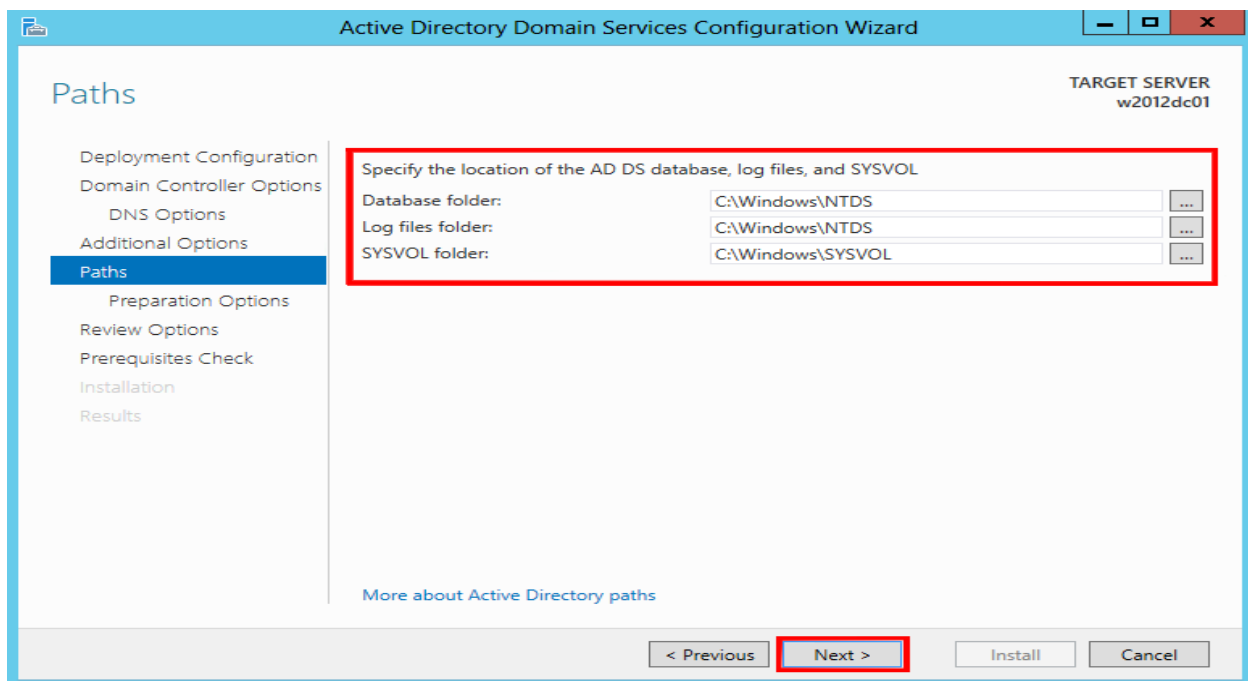 Active Directory Domain Services Configuration Wizard
Paths
TARGET SERVER
w2012dc01
Deployment Configuration
Domain Controller Options
DNS Options
Additional Options
Paths
Preparation Options
Review Options
Prerequisites Check
Installation
Results
Specify the location of the AD DS database, log files, and SYSVOL
Database folder: C:\Windows\NTDS ...
Log files folder: C:\Windows\NTDS ...
SYSVOL folder: C:\Windows\SYSVOL ...
More about Active Directory paths
< Previous Next > Install Cancel